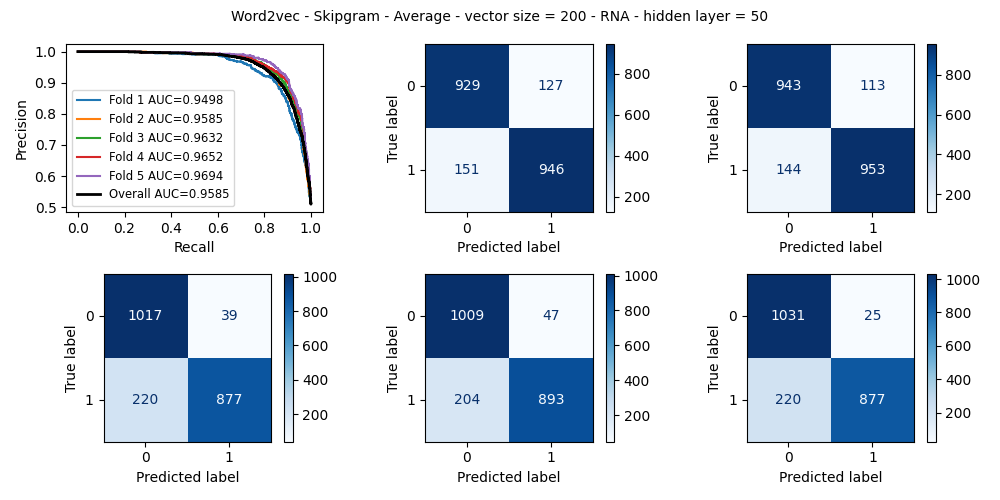 Word2vec - Skipgram - Average - vector size = 200 - RNA - hidden layer = 50
1.0
0.9
0.8
0.7
0.6
0.5
Precision
Fold 1 AUC=0.9498
Fold 2 AUC=0.9585
Fold 3 AUC=0.9632
Fold 4 AUC=0.9652
Fold 5 AUC=0.9694
Overall AUC=0.9585
0.0 0.2 0.4 0.6 0.8 1.0
Recall
True label
0
1
929 127
151 946
0 1
Predicted label
800
600
400
200
True label
0
1
943 113
144 953
0 1
Predicted label
800
600
400
200
True label
0
1
1017 39
220 877
0 1
Predicted label
1000
800
600
400
200
True label
0
1
1009 47
204 893
0 1
Predicted label
1000
800
600
400
200
True label
0
1
1031 25
220 877
0 1
Predicted label
1000
800
600
400
200